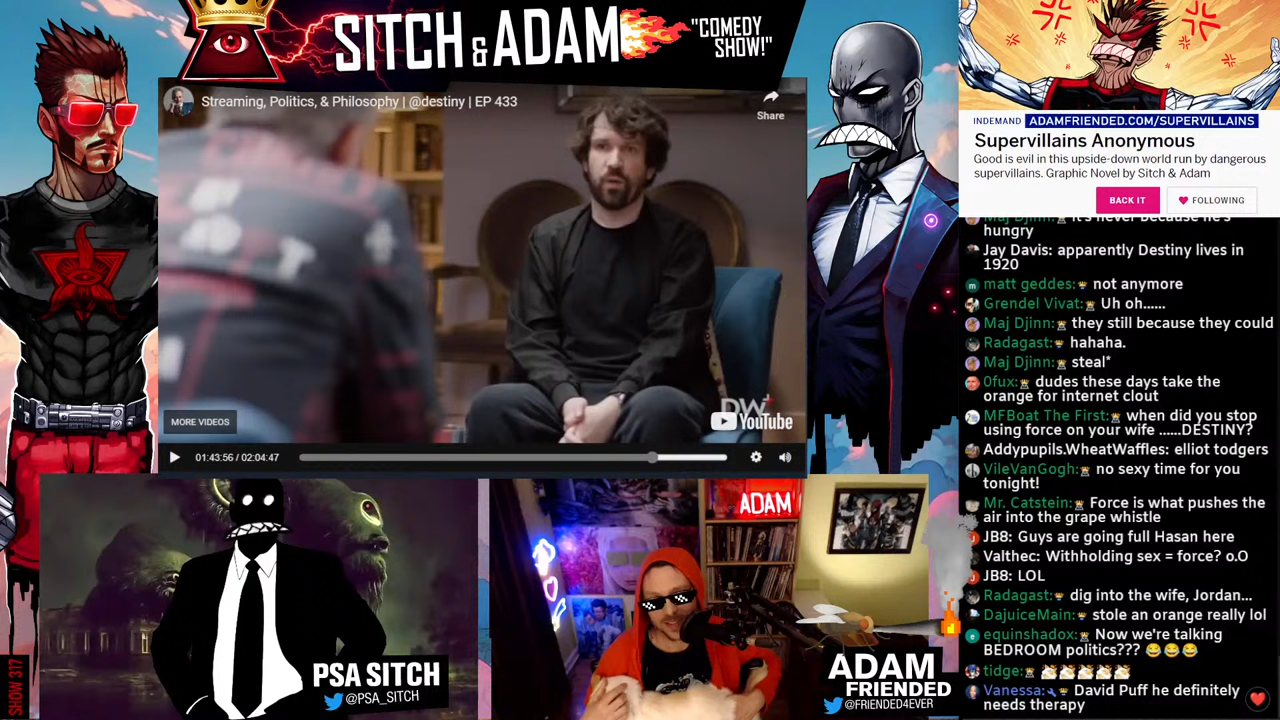 SITCH & ADAM
"COMEDY
SHOW!"
Streaming, Politics, & Philosophy | @destiny | EP 433
Share
MORE VIDEOS
DW+
YouTube
01:43:56 / 02:04:47
INDEMAND ADAMFRIENDED.COM/SUPERVILLAINS
Supervillains Anonymous
Good is evil in this upside-down world run by dangerous
supervillains. Graphic Novel by Sitch & Adam
BACK IT
FOLLOWING
Maj Djinn: it's never because he's
hungry
Jay Davis: apparently Destiny lives in
1920
matt geddes: not anymore
Grendel Vivat: Uh oh......
Maj Djinn: they still because they could
Radagast: hahaha.
Maj Djinn: steal*
0fux: dudes these days take the
orange for internet clout
MFBoat The First: when did you stop
using force on your wife ......DESTINY?
Addypupils.WheatWaffles: elliot todgers
VileVanGogh: no sexy time for you
tonight!
Mr. Catstein: Force is what pushes the
air into the grape whistle
JB8: Guys are going full Hasan here
Valthec: Withholding sex = force? o.O
JB8: LOL
Radagast: dig into the wife, Jordan...
DajuiceMain: stole an orange really lol
equinshadox: Now we're talking
BEDROOM politics??? 😂😂😂
tidge:
Vanessa: David Puff he definitely
needs therapy
SHOW 317
PSA SITCH
@PSA_SITCH
ADAM
ADAM
FRIENDED
@FRIENDED4EVER